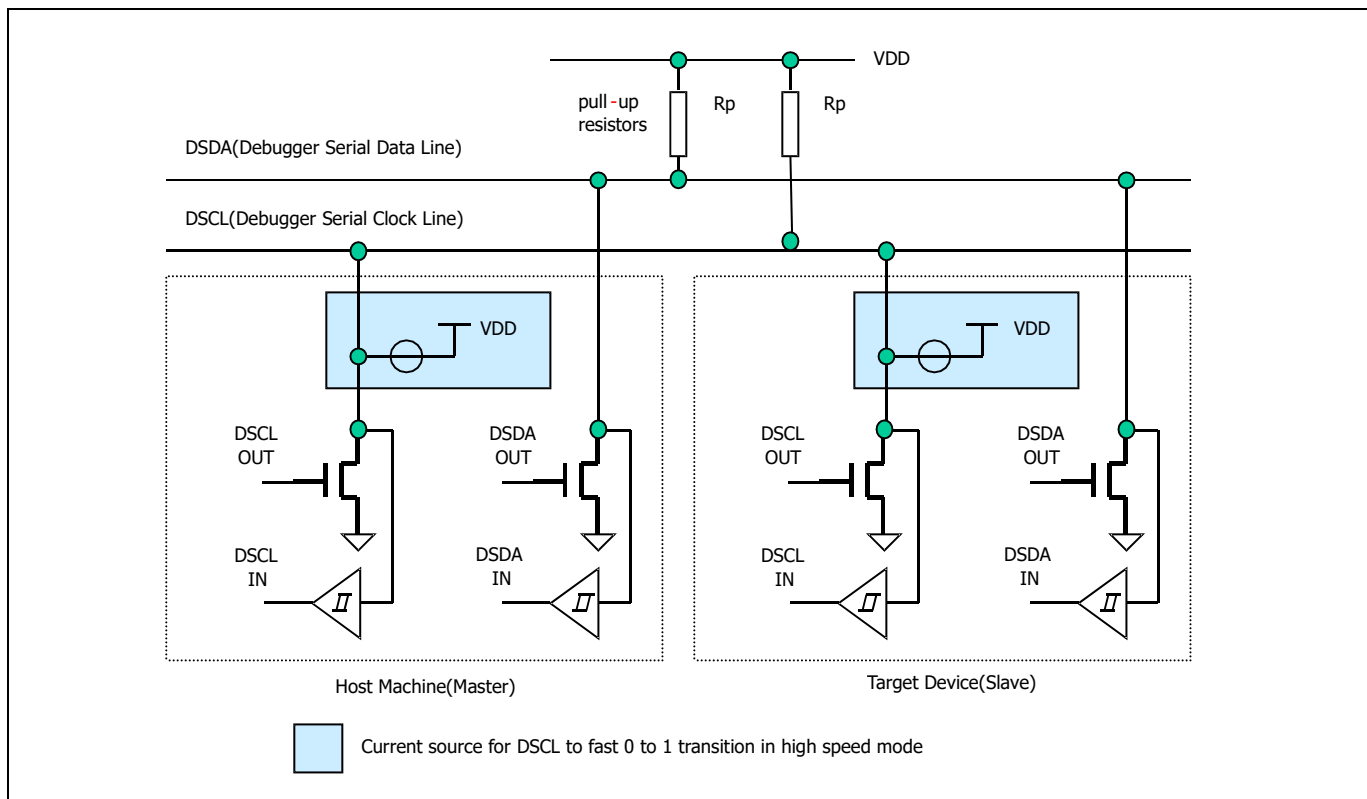 VDD
pull-up
resistors
Rp
Rp
DSDA(Debugger Serial Data Line)
DSCL(Debugger Serial Clock Line)
VDD
VDD
DSCL
OUT
DSDA
OUT
DSCL
OUT
DSDA
OUT
DSCL
IN
DSDA
IN
DSCL
IN
DSDA
IN
Host Machine(Master)
Target Device(Slave)
Current source for DSCL to fast 0 to 1 transition in high speed mode